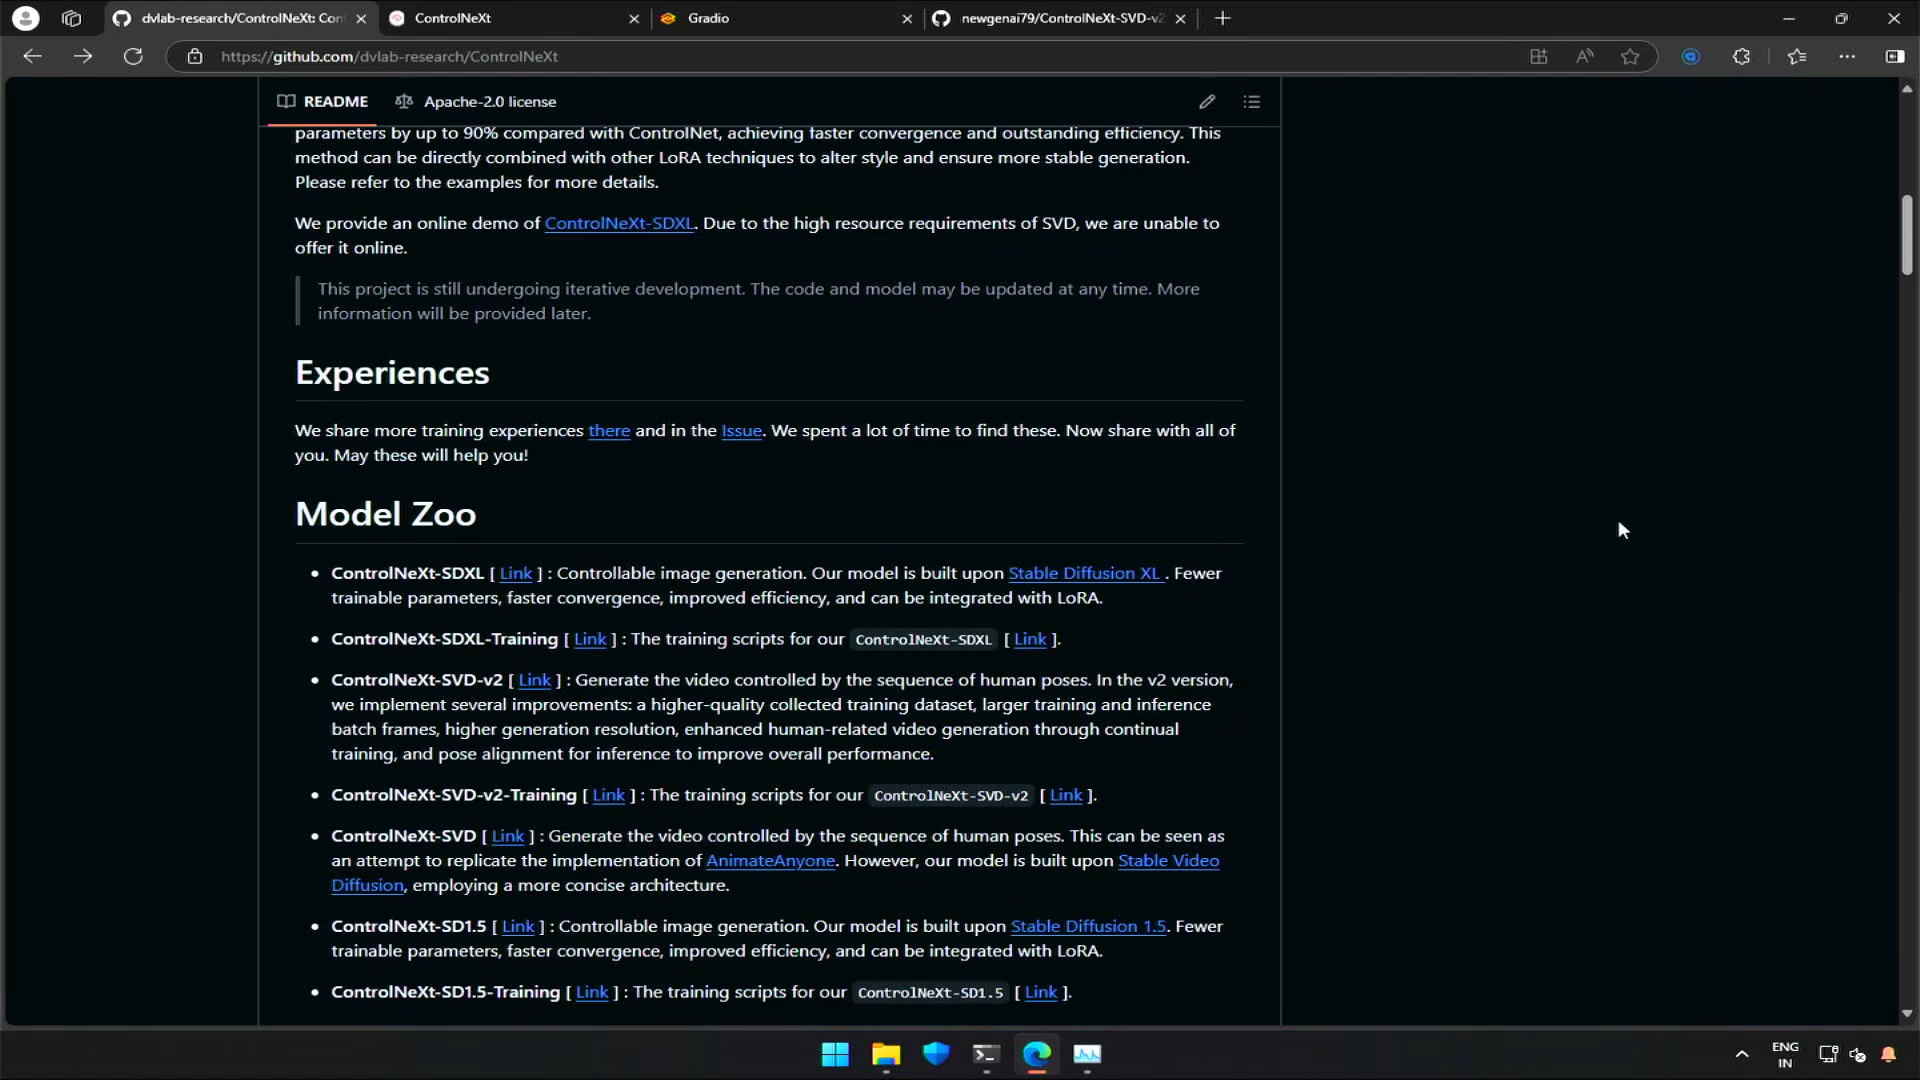 dvlab-research/ControlNeXt: Cont
ControlNeXt
Gradio
newgenai79/ControlNeXt-SVD-v2
https://github.com/dvlab-research/ControlNeXt
README
Apache-2.0 license
parameters by up to 90% compared with ControlNet, achieving faster convergence and outstanding efficiency. This
method can be directly combined with other LoRA techniques to alter style and ensure more stable generation.
Please refer to the examples for more details.
We provide an online demo of ControlNeXt-SDXL. Due to the high resource requirements of SVD, we are unable to
offer it online.
This project is still undergoing iterative development. The code and model may be updated at any time. More
information will be provided later.
Experiences
We share more training experiences there and in the Issue. We spent a lot of time to find these. Now share with all of
you. May these will help you!
Model Zoo
• ControlNeXt-SDXL [ Link ] : Controllable image generation. Our model is built upon Stable Diffusion XL . Fewer
trainable parameters, faster convergence, improved efficiency, and can be integrated with LoRA.
• ControlNeXt-SDXL-Training [ Link ] : The training scripts for our ControlNeXt-SDXL [ Link ].
• ControlNeXt-SVD-v2 [ Link ] : Generate the video controlled by the sequence of human poses. In the v2 version,
we implement several improvements: a higher-quality collected training dataset, larger training and inference
batch frames, higher generation resolution, enhanced human-related video generation through continual
training, and pose alignment for inference to improve overall performance.
• ControlNeXt-SVD-v2-Training [ Link ] : The training scripts for our ControlNeXt-SVD-v2 [ Link ].
• ControlNeXt-SVD [ Link ] : Generate the video controlled by the sequence of human poses. This can be seen as
an attempt to replicate the implementation of AnimateAnyone. However, our model is built upon Stable Video
Diffusion, employing a more concise architecture.
• ControlNeXt-SD1.5 [ Link ] : Controllable image generation. Our model is built upon Stable Diffusion 1.5. Fewer
trainable parameters, faster convergence, improved efficiency, and can be integrated with LoRA.
• ControlNeXt-SD1.5-Training [ Link ] : The training scripts for our ControlNeXt-SD1.5 [ Link ].
ENG
IN